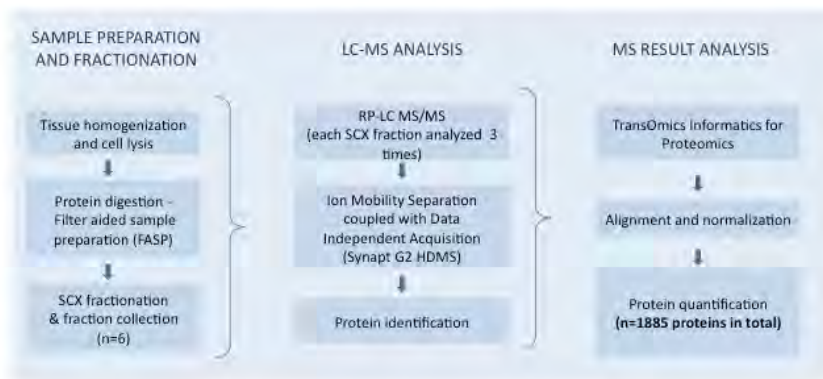 SAMPLE PREPARATION
AND FRACTIONATION
Tissue homogenization
and cell lysis
Protein digestion -
Filter aided sample
preparation (FASP)
SCX fractionation
& fraction collection
(n=6)
LC-MS ANALYSIS
RP-LC MS/MS
(each SCX fraction analyzed 3
times)
Ion Mobility Separation
coupled with Data
Independent Acquisition
(Synapt G2 HDMS)
Protein identification
MS RESULT ANALYSIS
TransOmics Informatics for
Proteomics
Alignment and normalization
Protein quantification
(n=1885 proteins in total)